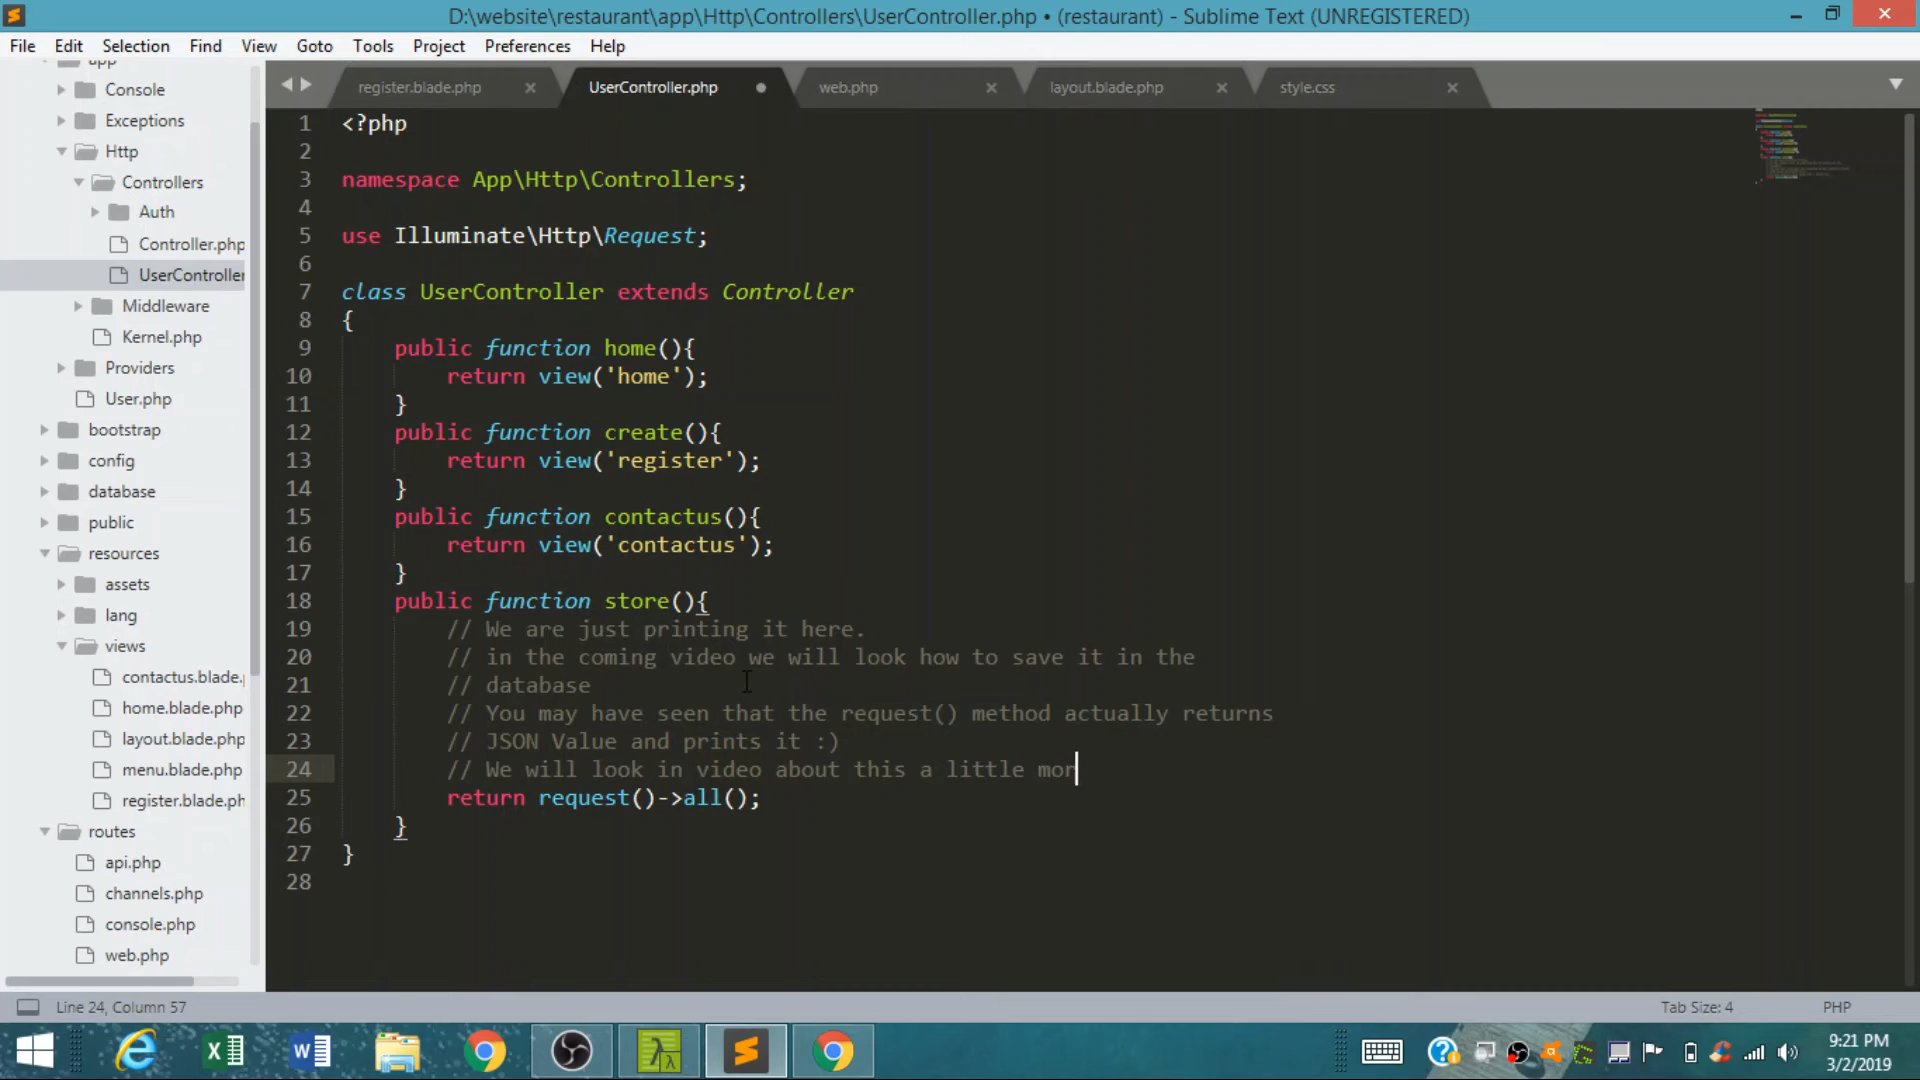 D:\website\restaurant\app\Http\Controllers\UserController.php • (restaurant) - Sublime Text (UNREGISTERED)
File Edit Selection Find View Goto Tools Project Preferences Help
app
Console
Exceptions
Http
Controllers
Auth
Controller.php
UserController
Middleware
Kernel.php
Providers
User.php
bootstrap
config
database
public
resources
assets
lang
views
contactus.blade.p
home.blade.php
layout.blade.php
menu.blade.php
register.blade.ph
routes
api.php
channels.php
console.php
web.php
register.blade.php UserController.php web.php layout.blade.php style.css
1 <?php
2
3 namespace App\Http\Controllers;
4
5 use Illuminate\Http\Request;
6
7 class UserController extends Controller
8 {
9 public function home(){
10 return view('home');
11 }
12 public function create(){
13 return view('register');
14 }
15 public function contactus(){
16 return view('contactus');
17 }
18 public function store(){
19 // We are just printing it here.
20 // in the coming video we will look how to save it in the
21 // database
22 // You may have seen that the request() method actually returns
23 // JSON Value and prints it :)
24 // We will look in video about this a little mor
25 return request()->all();
26 }
27 }
28
Line 24, Column 57 Tab Size: 4 PHP
9:21 PM
3/2/2019